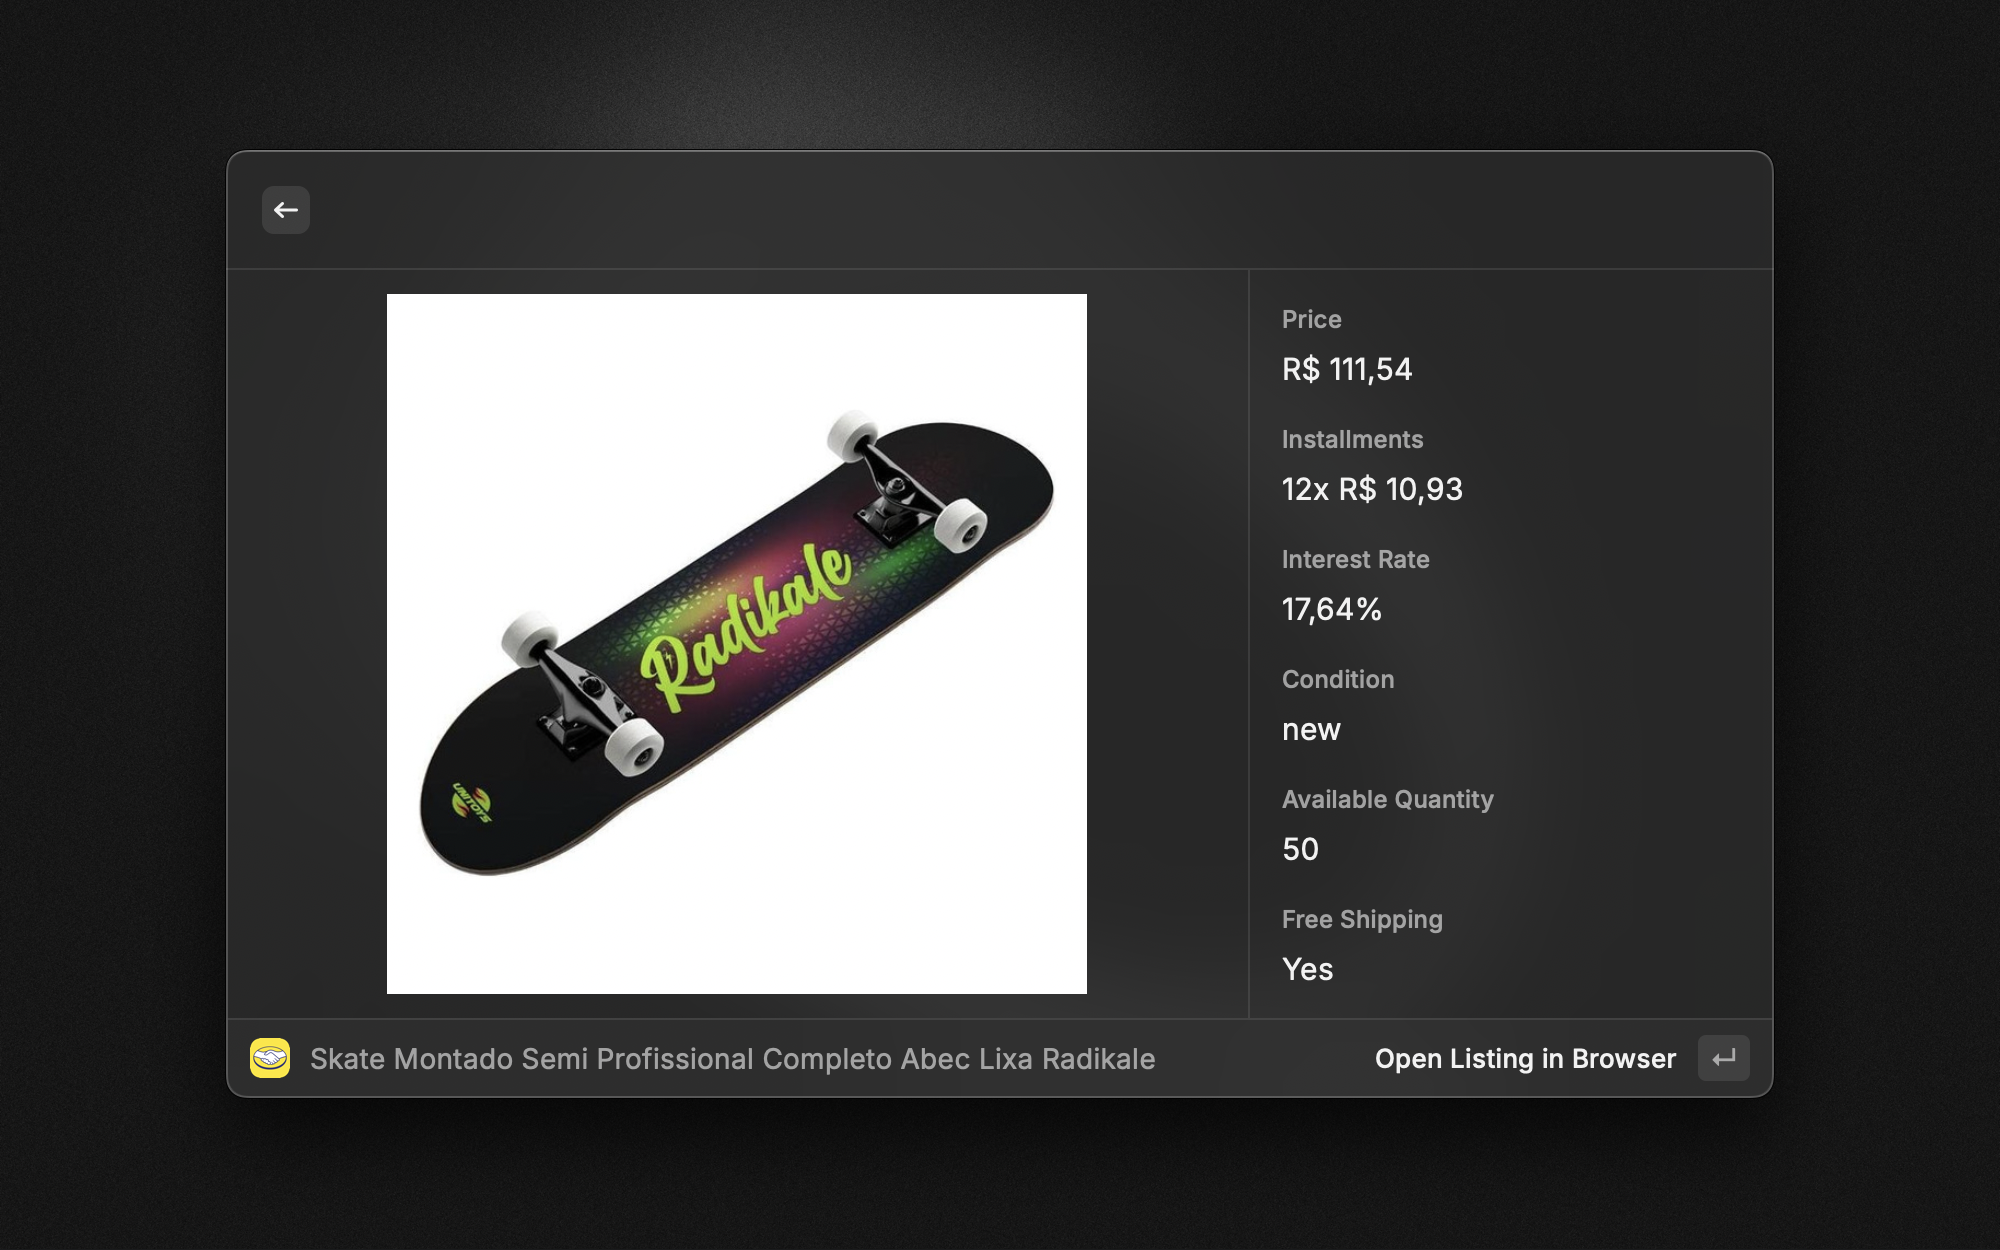 Radikale
UNITOYS
Price
R$ 111,54
Installments
12x R$ 10,93
Interest Rate
17,64%
Condition
new
Available Quantity
50
Free Shipping
Yes
Skate Montado Semi Profissional Completo Abec Lixa Radikale
Open Listing in Browser